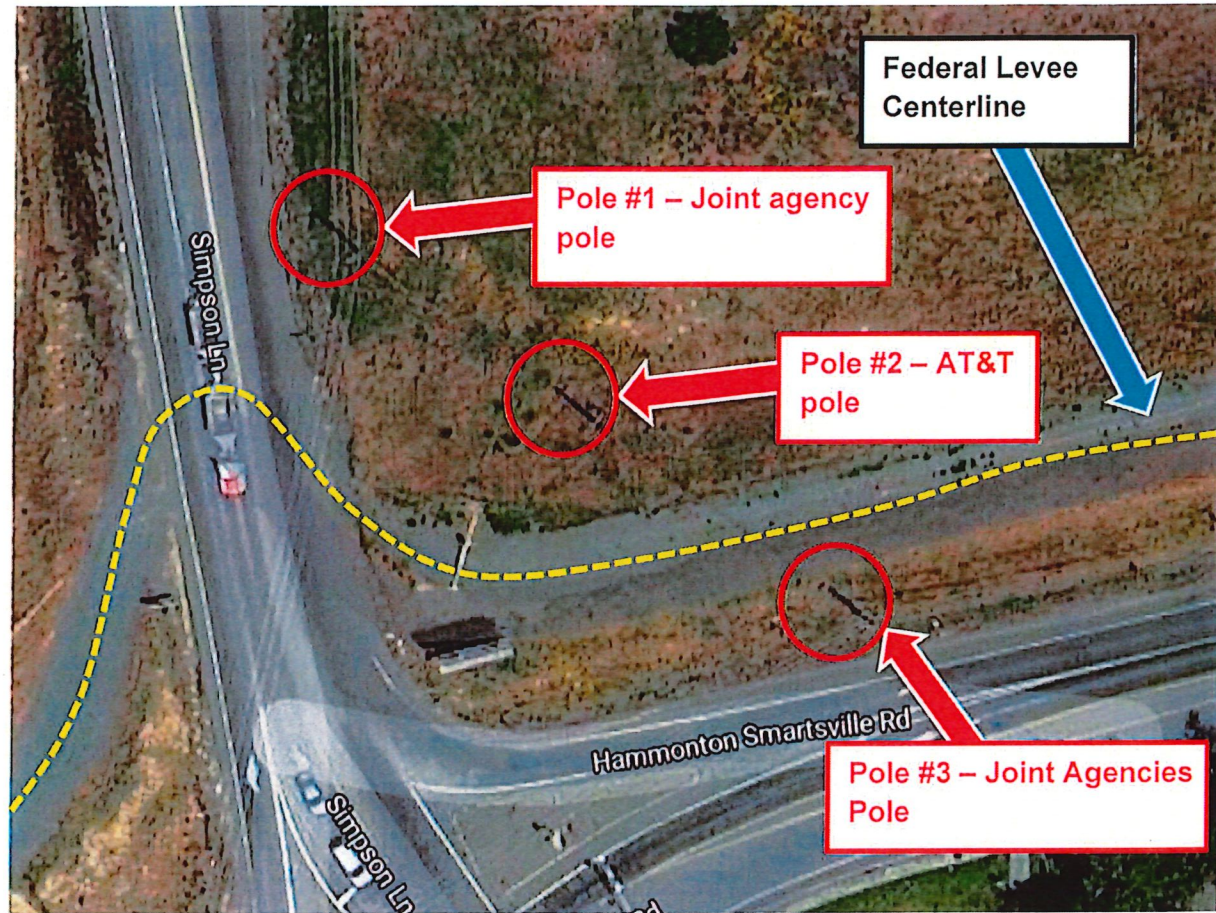 Federal Levee
Centerline
Pole #1 – Joint agency
pole
Simpson Ln
Pole #2 – AT&T
pole
Hammonton Smartsville Rd
Pole #3 – Joint Agencies
Pole
Simpson Ln